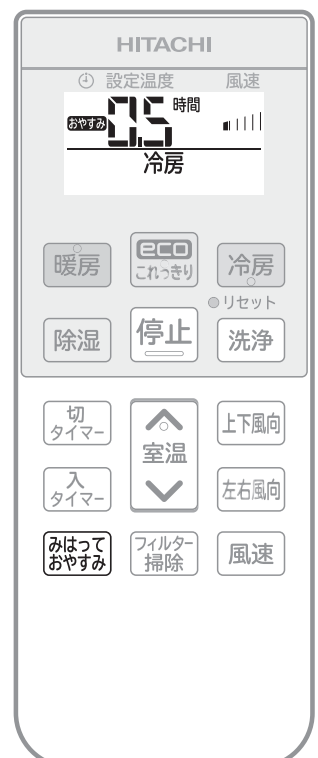 HITACHI
設定温度 風速
おやすみ 0.5 時間
冷房
暖房
eco
これっきり
冷房
リセット
除湿
停止
洗浄
切
タイマー
室温
上下風向
入
タイマー
左右風向
みはって
おやすみ
フィルター
掃除
風速